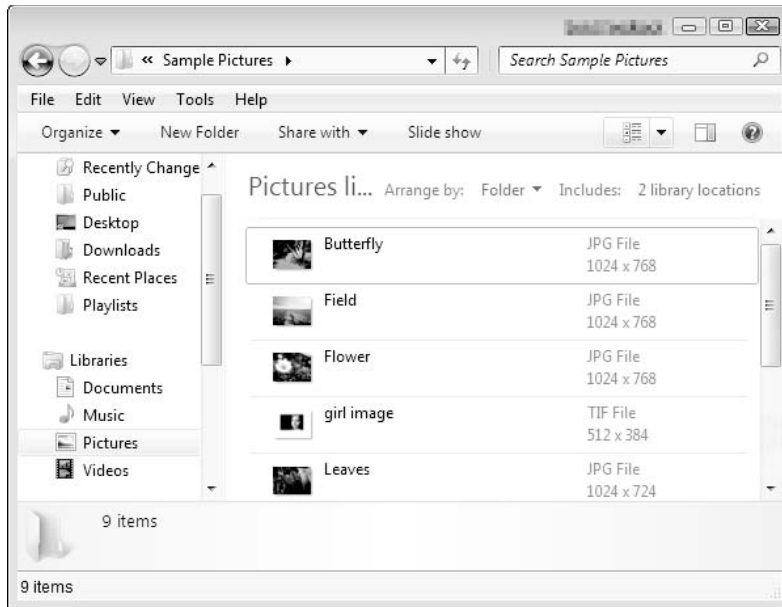 « Sample Pictures
Search Sample Pictures
File Edit View Tools Help
Organize New Folder Share with Slide show
Recently Change
Public
Desktop
Downloads
Recent Places
Playlists
Libraries
Documents
Music
Pictures
Videos
Pictures li... Arrange by: Folder Includes: 2 library locations
Butterfly JPG File
1024 x 768
Field JPG File
1024 x 768
Flower JPG File
1024 x 768
girl image TIF File
512 x 384
Leaves JPG File
1024 x 724
9 items
9 items